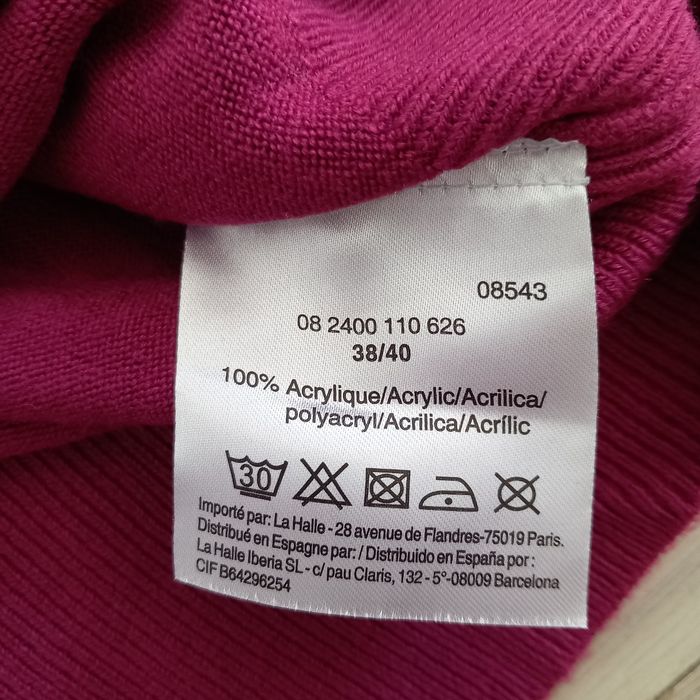 08543
08 2400 110 626
38/40
100% Acrylique/Acrylic/Acrilica/
polyacryl/Acrilica/Acrílic
30
Importé par: La Halle - 28 avenue de Flandres-75019 Paris.
Distribué en Espagne par: / Distribuido en España por :
La Halle Iberia SL - c/ pau Claris, 132 - 5°-08009 Barcelona
CIF B64296254